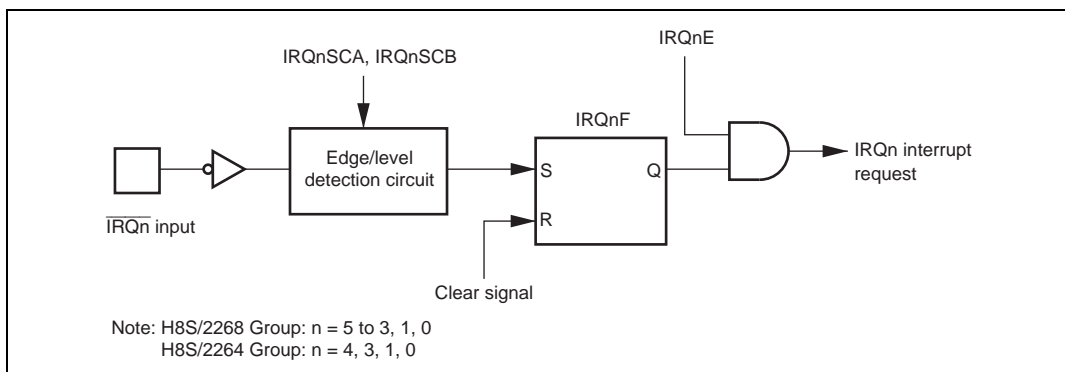 IRQnE
IRQnSCA, IRQnSCB
IRQnF
Edge/level
detection circuit
S
Q
IRQn interrupt
request
R
I̅R̅Q̅n̅ input
Clear signal
Note: H8S/2268 Group: n = 5 to 3, 1, 0
H8S/2264 Group: n = 4, 3, 1, 0